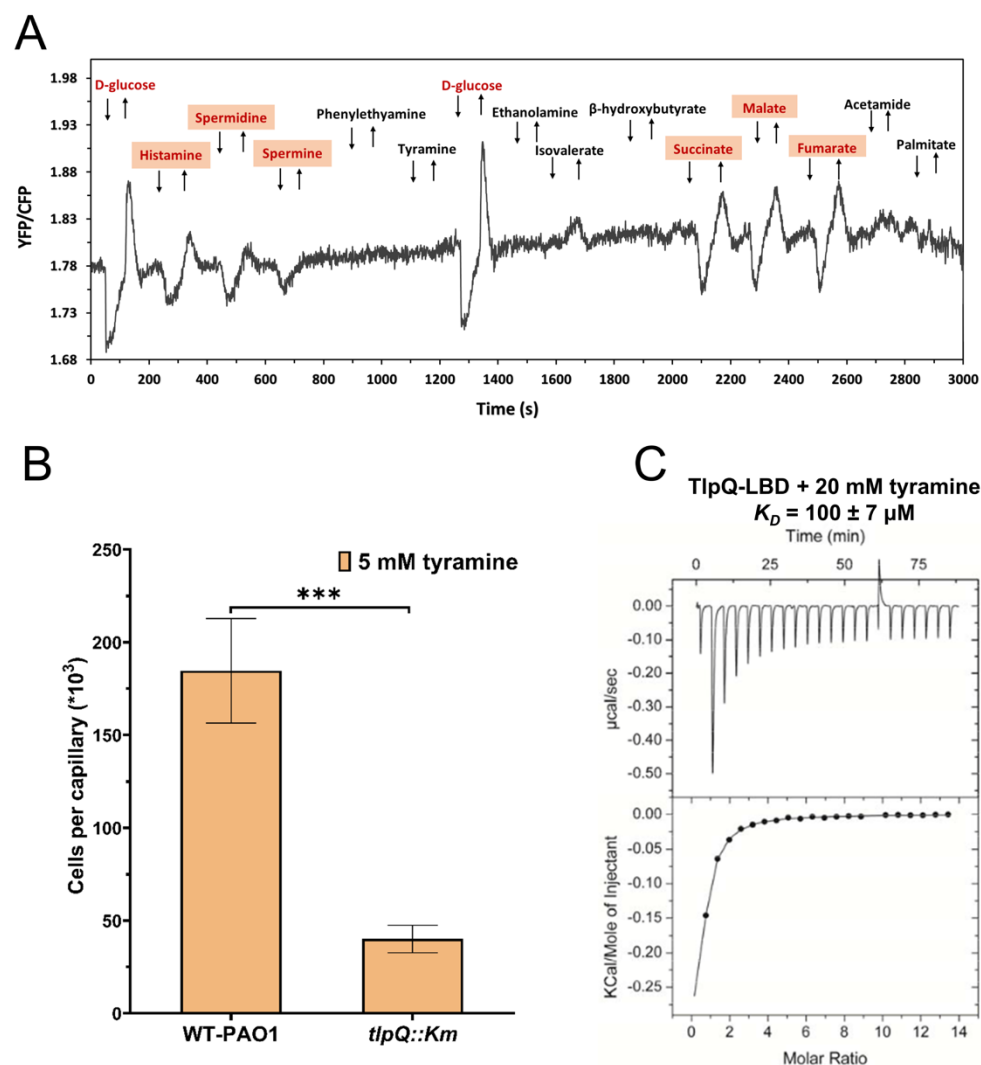 A
1.98
1.93
1.88
1.83
1.78
1.73
1.68
YFP/CFP
D-glucose
Histamine
Spermidine
Spermine
Phenylethyamine
Tyramine
D-glucose
Ethanolamine
Isovalerate
β-hydroxybutyrate
Succinate
Malate
Fumarate
Acetamide
Palmitate
0 200 400 600 800 1000 1200 1400 1600 1800 2000 2200 2400 2600 2800 3000
Time (s)
B
250
200
150
100
50
0
Cells per capillary (*10³)
5 mM tyramine
***
WT-PAO1 tlpQ::Km
C
TlpQ-LBD + 20 mM tyramine
K_D = 100 ± 7 µM
Time (min)
0 25 50 75
0.00
-0.10
-0.20
-0.30
-0.40
-0.50
µcal/sec
0.00
-0.05
-0.10
-0.15
-0.20
-0.25
KCal/Mole of Injectant
0 2 4 6 8 10 12 14
Molar Ratio